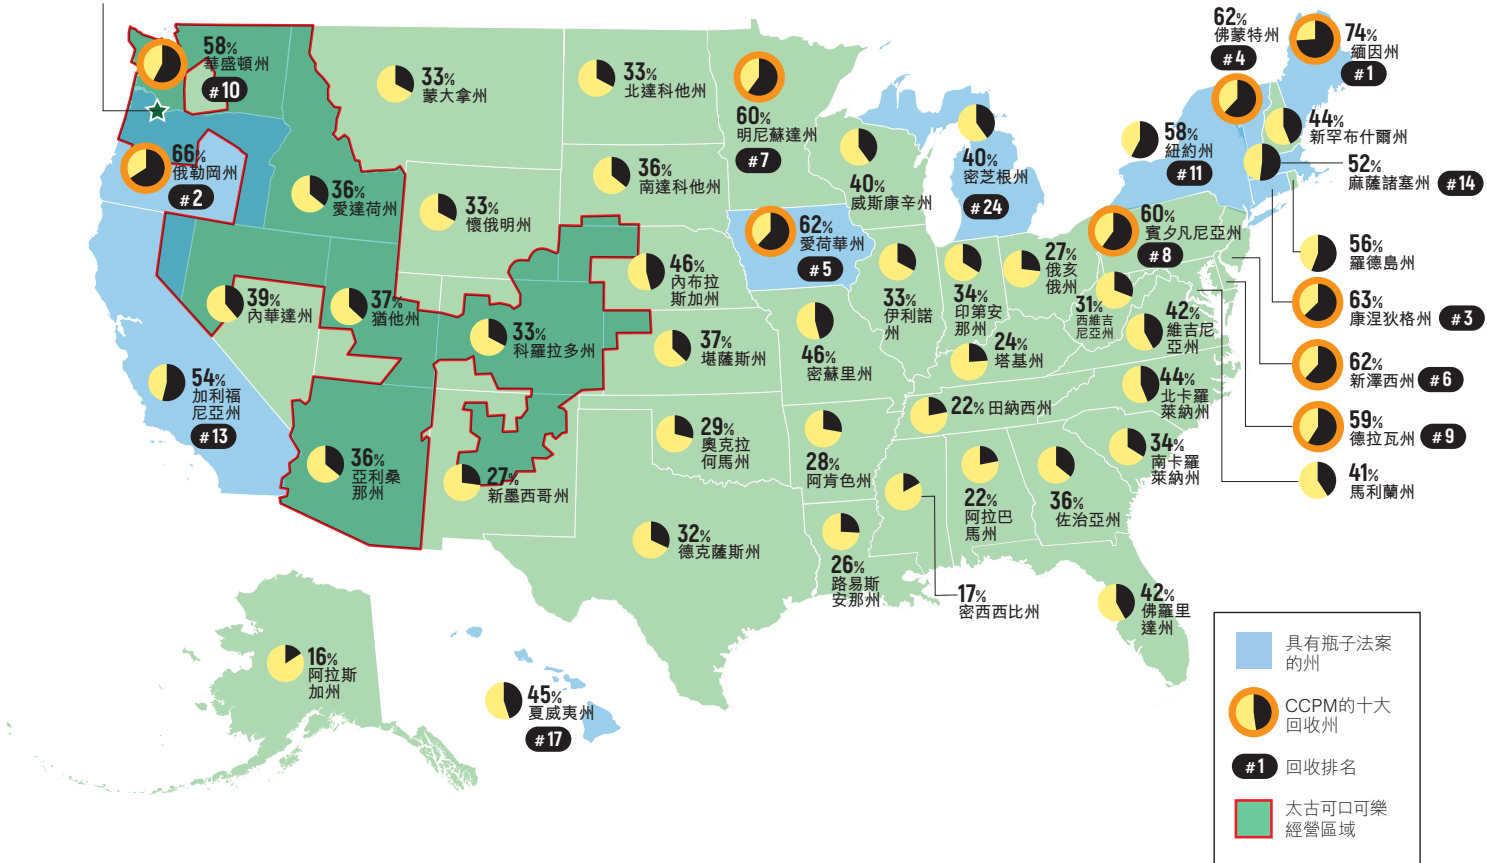 58%
華盛頓州
#10
66%
俄勒岡州
#2
33%
蒙大拿州
36%
愛達荷州
33%
懷俄明州
39%
內華達州
37%
猶他州
54%
加利福
尼亞州
#13
36%
亞利桑
那州
33%
科羅拉多州
27%
新墨西哥州
33%
北達科他州
36%
南達科他州
46%
內布拉
斯加州
37%
堪薩斯州
29%
奧克拉
何馬州
32%
德克薩斯州
60%
明尼蘇達州
#7
62%
愛荷華州
#5
46%
密蘇里州
28%
阿肯色州
26%
路易斯
安那州
40%
威斯康辛州
33%
伊利諾
州
40%
密芝根州
#24
34%
印第安
那州
27%
俄亥
俄州
24%
塔基州
22% 田納西州
17%
密西西比州
22%
阿拉巴
馬州
36%
佐治亞州
42%
佛羅里
達州
34%
南卡羅
萊納州
44%
北卡羅
萊納州
42%
維吉尼
亞州
31%
西維吉
尼亞州
60%
賓夕凡尼亞州
#8
58%
紐約州
#11
62%
佛蒙特州
#4
74%
緬因州
#1
44%
新罕布什爾州
52%
麻薩諸塞州 #14
56%
羅德島州
63%
康涅狄格州 #3
62%
新澤西州 #6
59%
德拉瓦州 #9
41%
馬利蘭州
16%
阿拉斯
加州
45%
夏威夷州
#17
具有瓶子法案
的州
CCPM的十大
回收州
#1 回收排名
太古可口可樂
經營區域